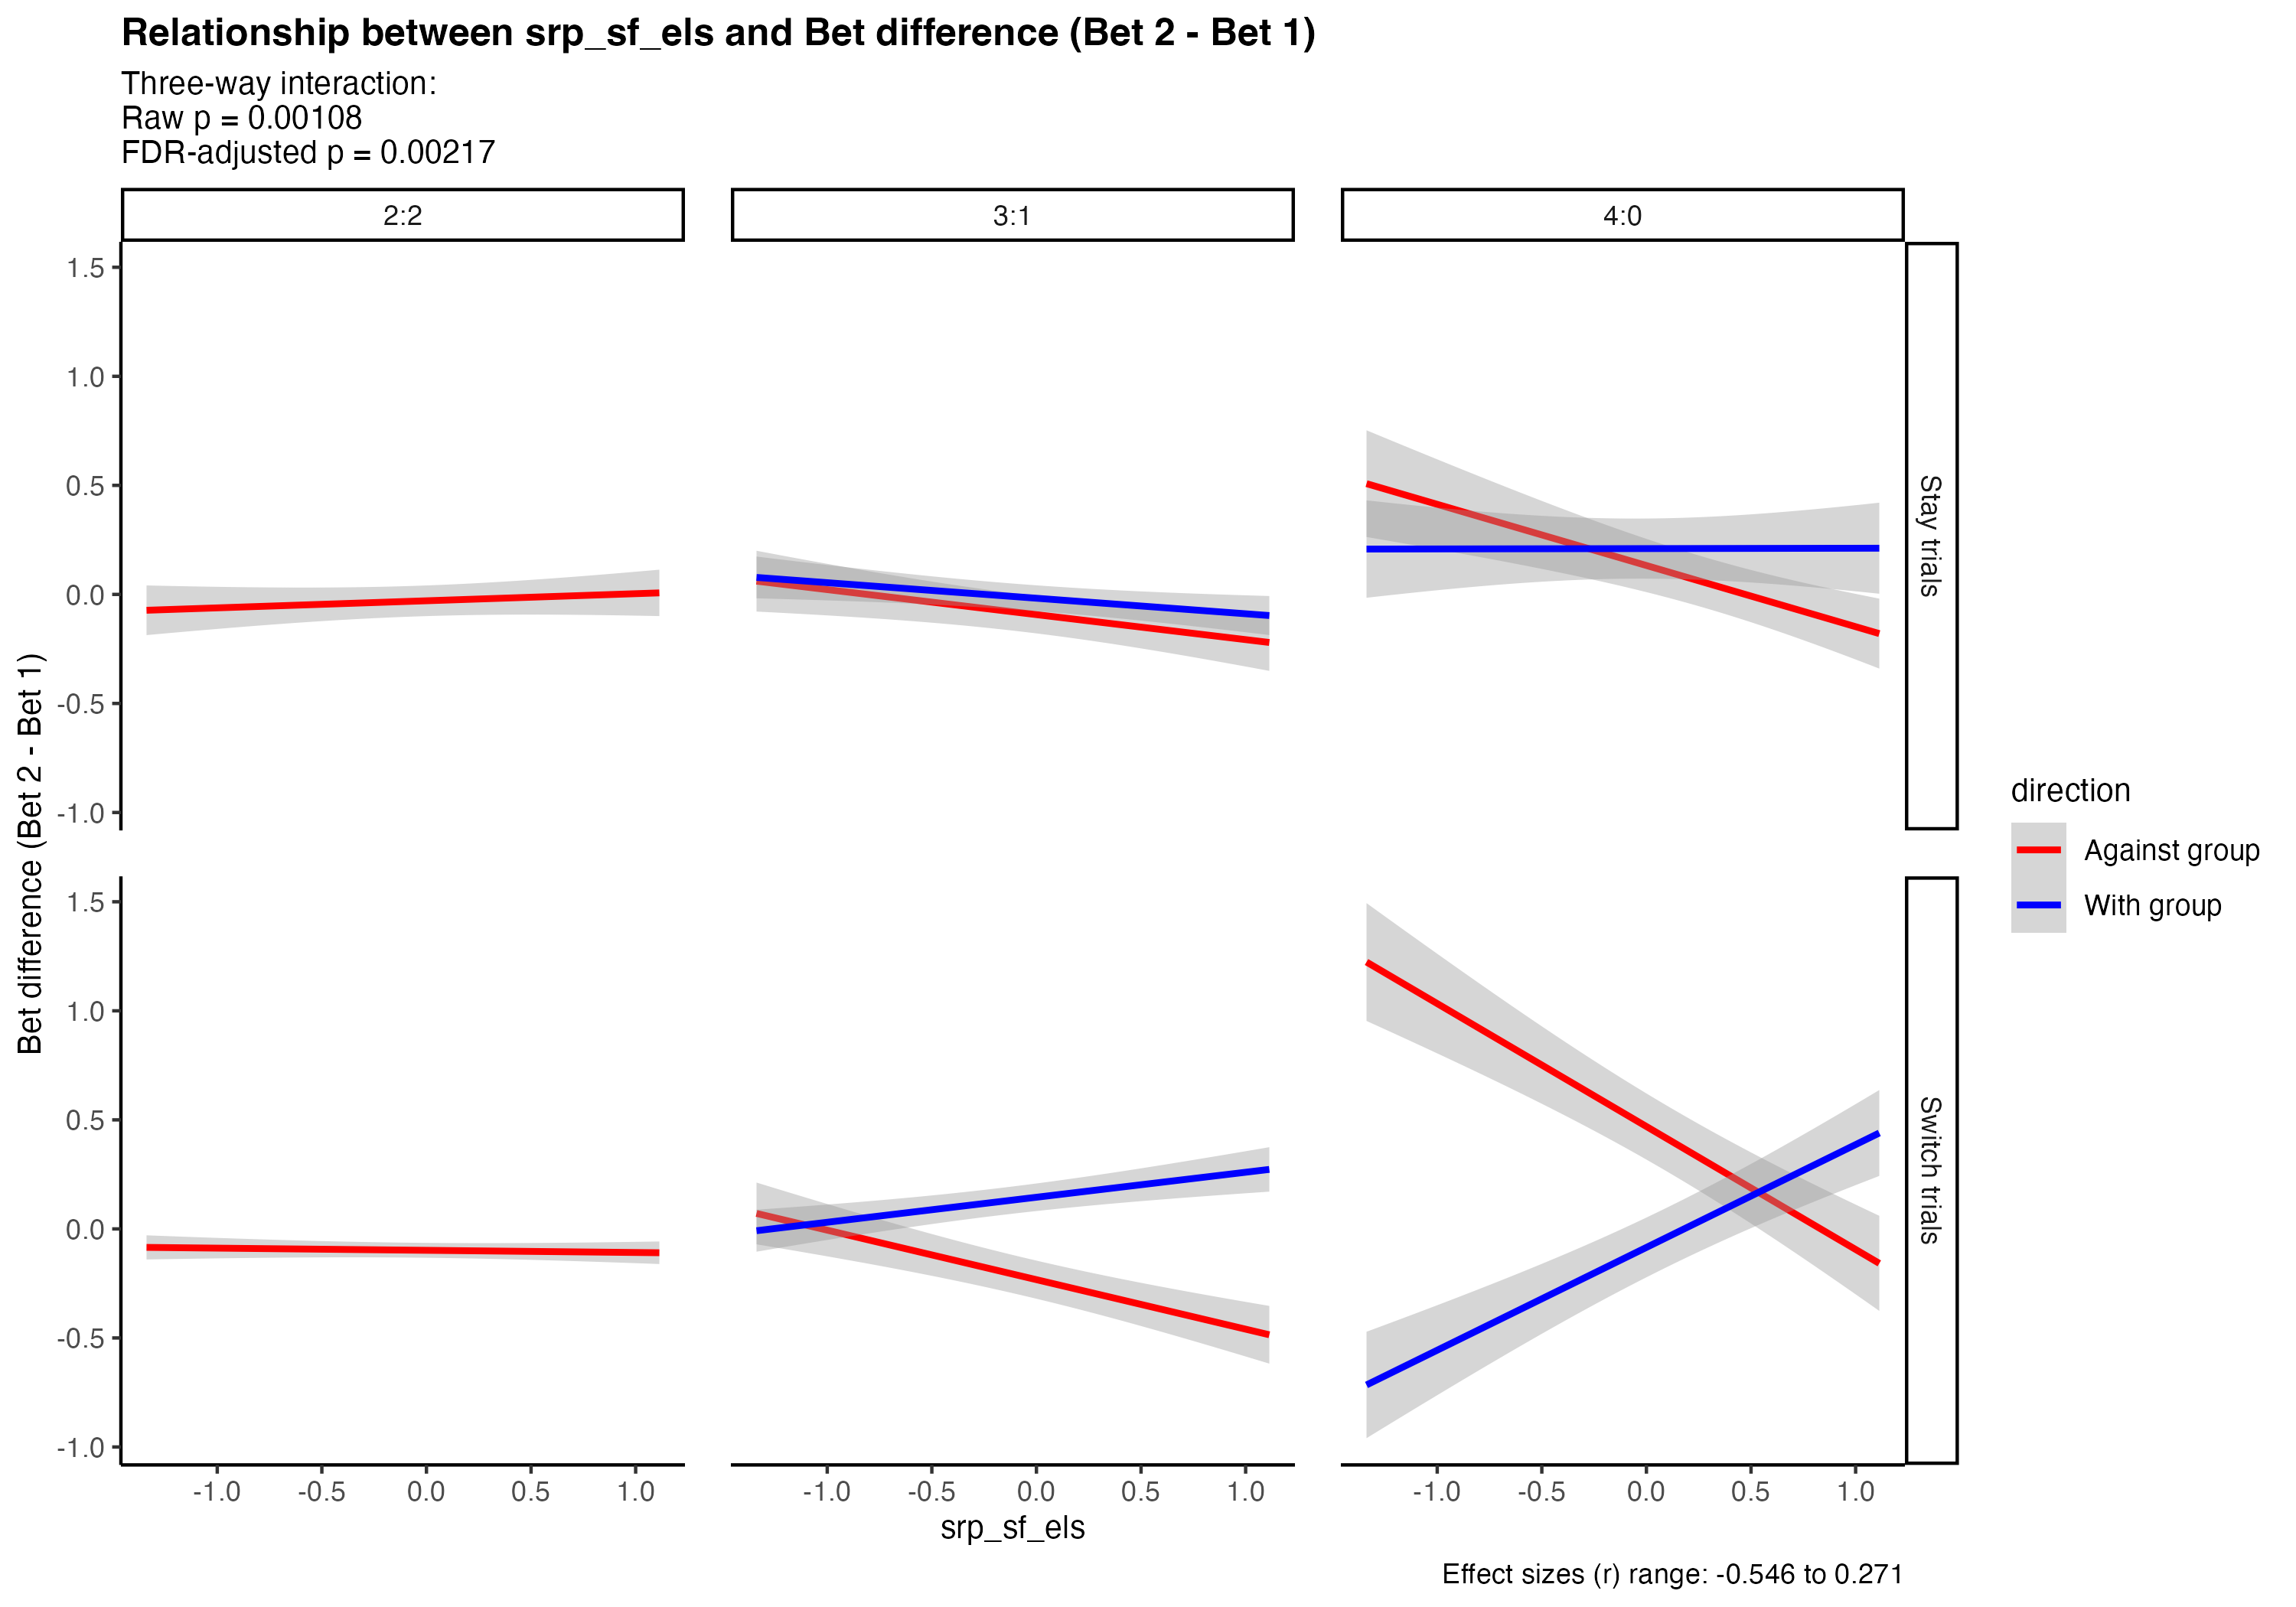 Relationship between srp_sf_els and Bet difference (Bet 2 - Bet 1)
Three-way interaction:
Raw p = 0.00108
FDR-adjusted p = 0.00217
2:2
3:1
4:0
1.5
1.0
0.5
0.0
-0.5
-1.0
Stay trials
Bet difference (Bet 2 - Bet 1)
direction
Against group
With group
1.5
1.0
0.5
0.0
-0.5
-1.0
Switch trials
-1.0 -0.5 0.0 0.5 1.0
-1.0 -0.5 0.0 0.5 1.0
-1.0 -0.5 0.0 0.5 1.0
srp_sf_els
Effect sizes (r) range: -0.546 to 0.271